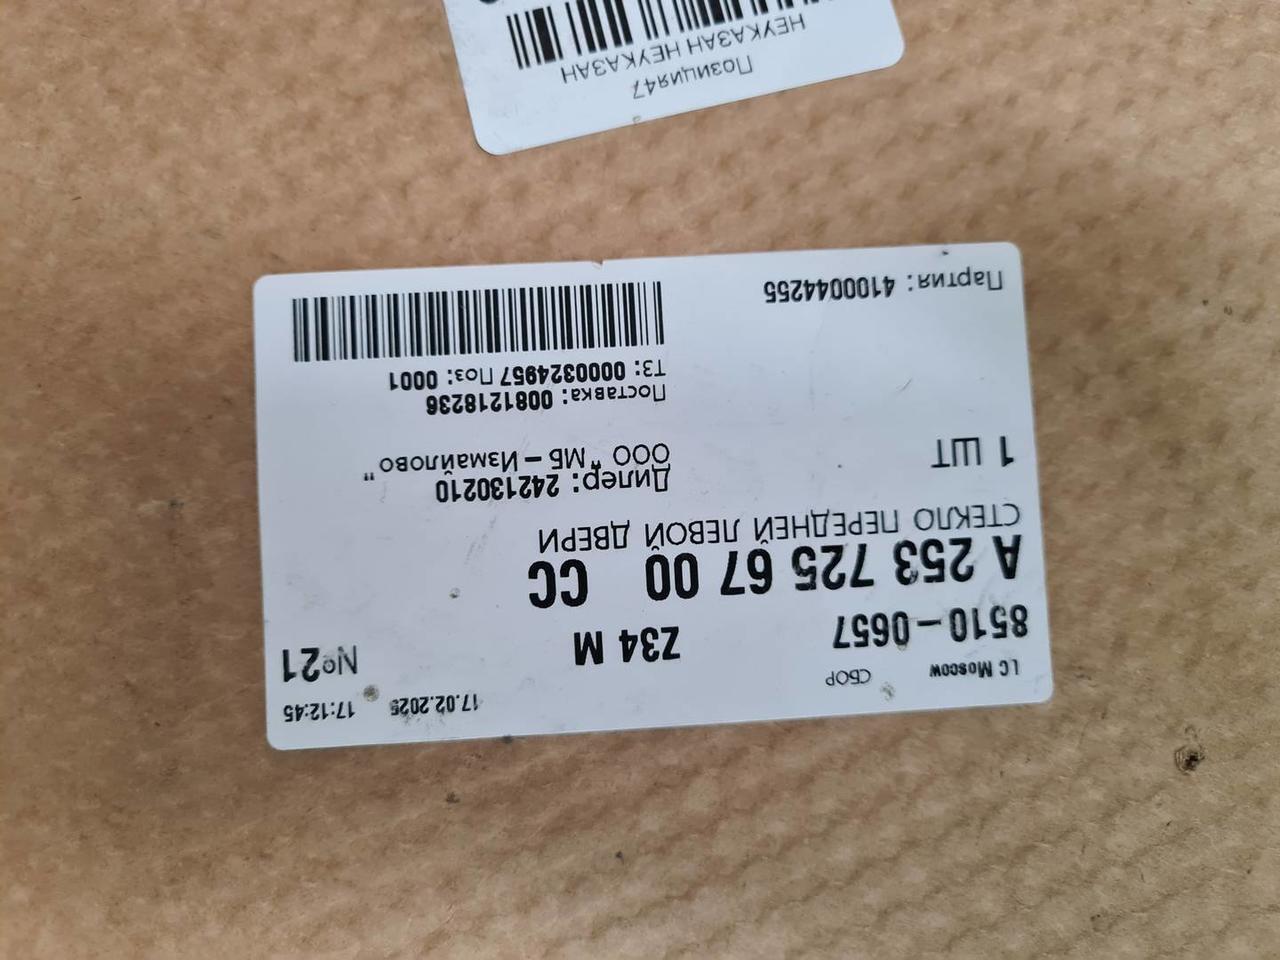 LC Moscow СБОР 17.02.2025 17:12:45
8510-0657 Z34 M №21
A 253 725 67 00 CC
СТЕКЛО ПЕРЕДНЕЙ ЛЕВОЙ ДВЕРИ
1 ШТ
Дилер: 242130210
ООО "МБ - Измайлово "
Поставка: 0081218236
ТЗ: 0000324957 Поз: 0001
Партия: 4100044255
Позиция47
НЕУКАЗАН НЕУКАЗАН